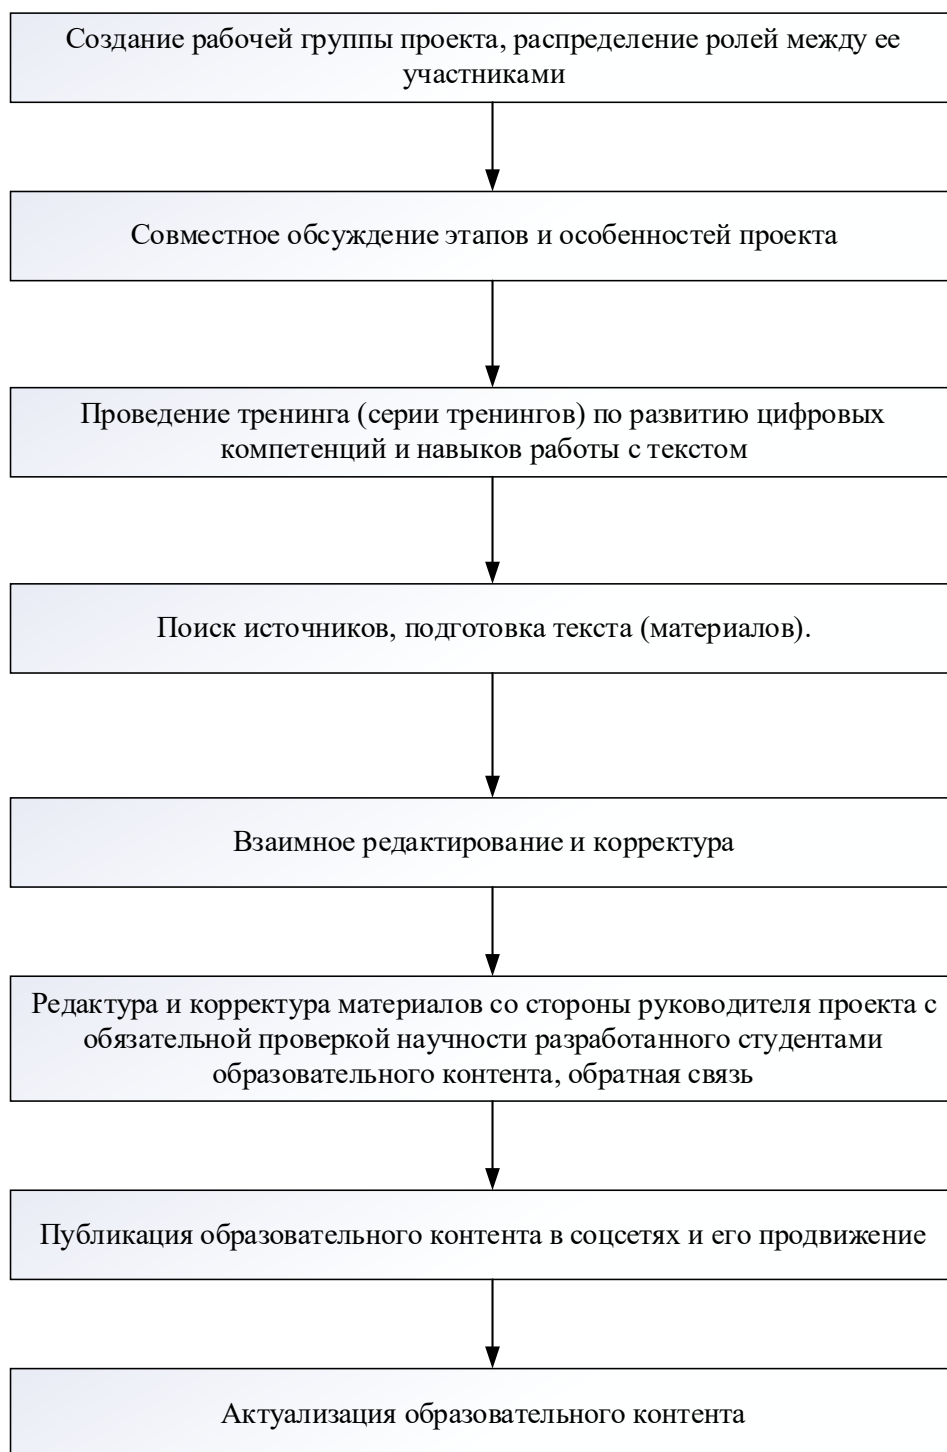 Создание рабочей группы проекта, распределение ролей между ее
участниками
Совместное обсуждение этапов и особенностей проекта
Проведение тренинга (серии тренингов) по развитию цифровых
компетенций и навыков работы с текстом
Поиск источников, подготовка текста (материалов).
Взаимное редактирование и корректура
Редактура и корректура материалов со стороны руководителя проекта с
обязательной проверкой научности разработанного студентами
образовательного контента, обратная связь
Публикация образовательного контента в соцсетях и его продвижение
Актуализация образовательного контента